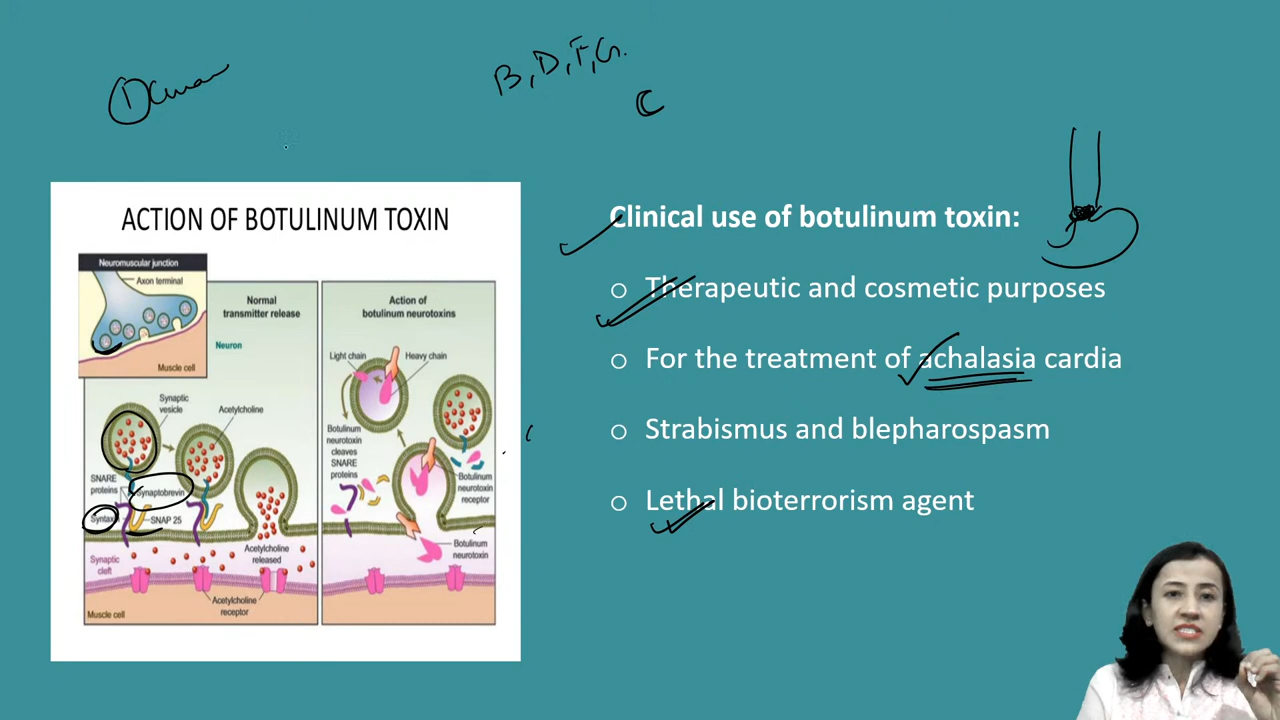 B, D, F, G.
C
ACTION OF BOTULINUM TOXIN
Neuromuscular junction
Axon terminal
Muscle cell
Normal
transmitter release
Neuron
Synaptic
vesicle
Acetylcholine
SNARE
proteins
Synaptobrevin
SNAP 25
Synaptic
cleft
Acetylcholine
released
Acetylcholine
receptor
Muscle cell
Action of
botulinum neurotoxins
Light chain
Heavy chain
Botulinum
neurotoxin
cleaves
SNARE
proteins
Botulinum
neurotoxin
receptor
Botulinum
neurotoxin
Clinical use of botulinum toxin:
Therapeutic and cosmetic purposes
For the treatment of achalasia cardia
Strabismus and blepharospasm
Lethal bioterrorism agent